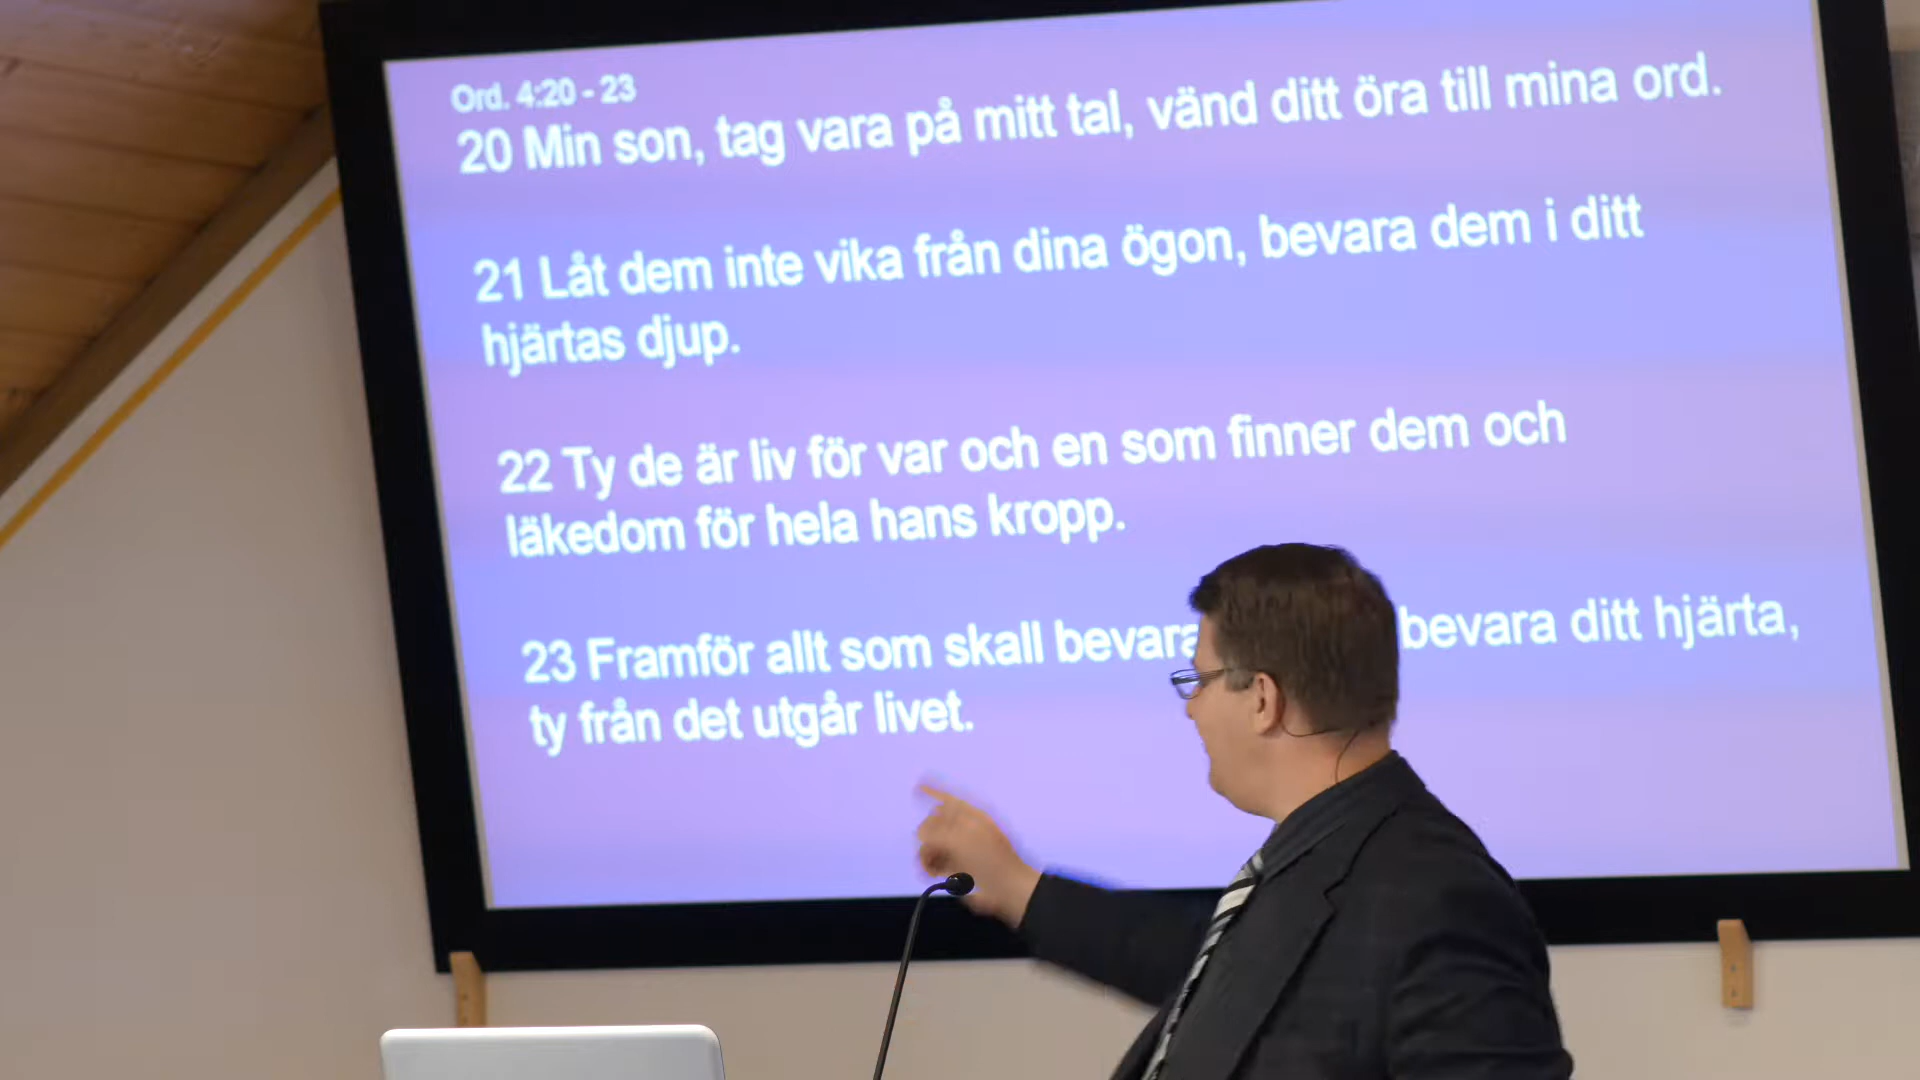 Ord. 4:20 - 23
20 Min son, tag vara på mitt tal, vänd ditt öra till mina ord.
21 Låt dem inte vika från dina ögon, bevara dem i ditt
hjärtas djup.
22 Ty de är liv för var och en som finner dem och
läkedom för hela hans kropp.
23 Framför allt som skall bevara bevara ditt hjärta,
ty från det utgår livet.